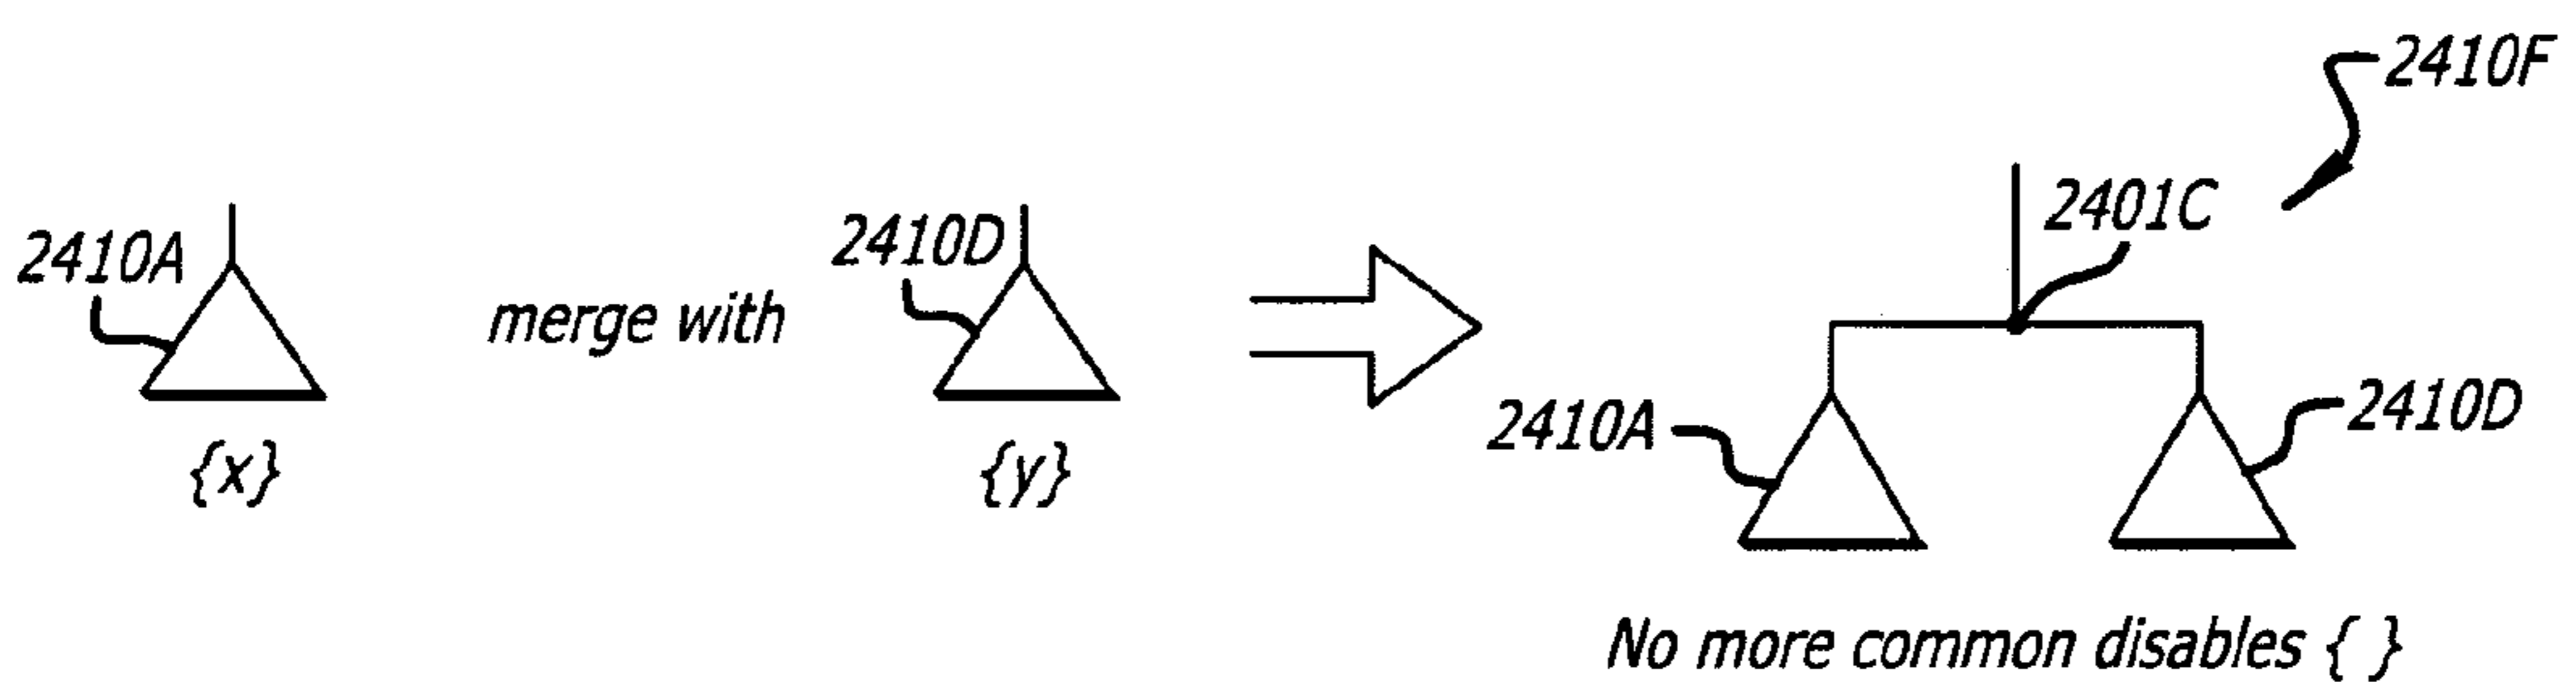 2410F
2401C
2410A
merge with
2410D
2410A
2410D
{x}
{y}
No more common disables { }